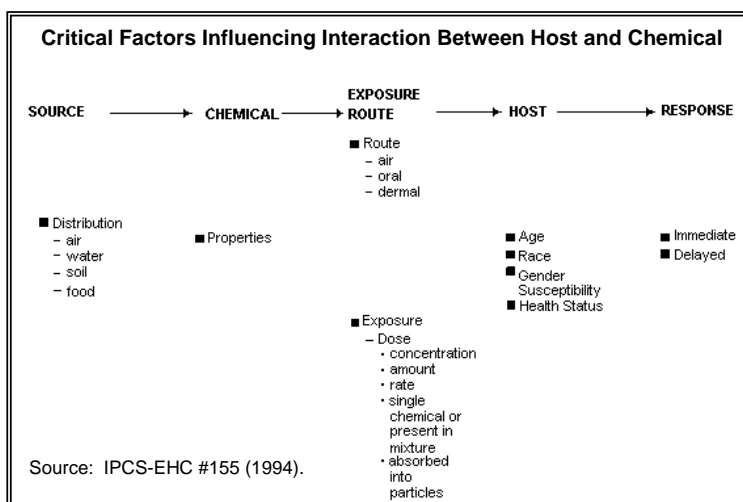 Critical Factors Influencing Interaction Between Host and Chemical
SOURCE
CHEMICAL
EXPOSURE
ROUTE
HOST
RESPONSE
■ Route
– air
– oral
– dermal
■ Distribution
– air
– water
– soil
– food
■ Properties
■ Age
■ Race
■ Gender
Susceptibility
■ Health Status
■ Immediate
■ Delayed
■ Exposure
– Dose
· concentration
· amount
· rate
· single
chemical or
present in
mixture
· absorbed
into
particles
Source: IPCS-EHC #155 (1994).